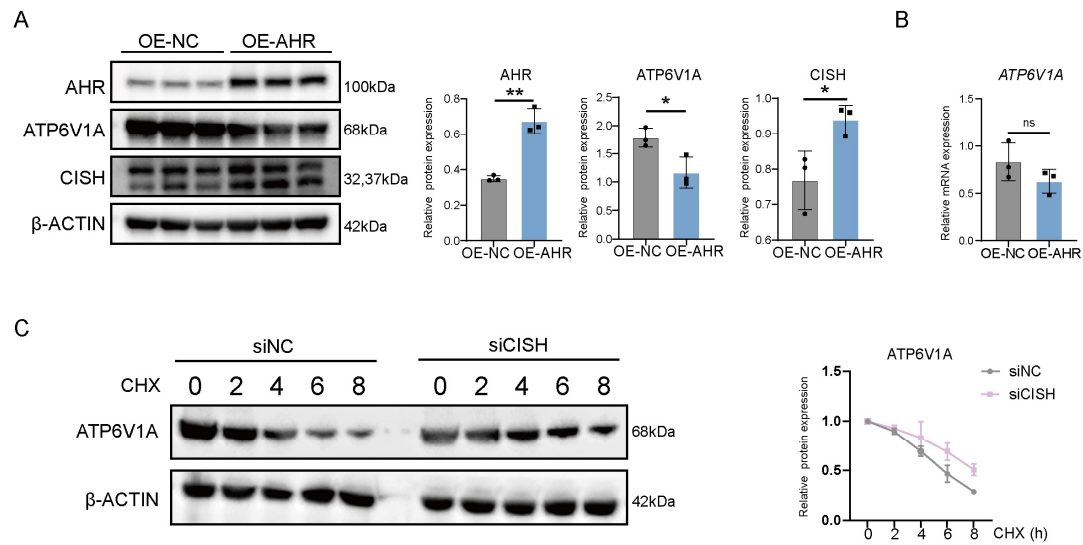 A
OE-NC OE-AHR
AHR 100kDa
ATP6V1A 68kDa
CISH 32,37kDa
β-ACTIN 42kDa
AHR
**
Relative protein expression
0.8
0.6
0.4
0.2
0.0
OE-NC OE-AHR
ATP6V1A
*
Relative protein expression
2.5
2.0
1.5
1.0
0.5
0.0
OE-NC OE-AHR
CISH
*
Relative protein expression
1.0
0.9
0.8
0.7
0.6
OE-NC OE-AHR
B
ATP6V1A
ns
Relative mRNA expression
1.5
1.0
0.5
0.0
OE-NC OE-AHR
C
siNC siCISH
CHX 0 2 4 6 8 0 2 4 6 8
ATP6V1A 68kDa
β-ACTIN 42kDa
ATP6V1A
siNC
siCISH
Relative protein expression
1.5
1.0
0.5
0.0
0 2 4 6 8 CHX (h)